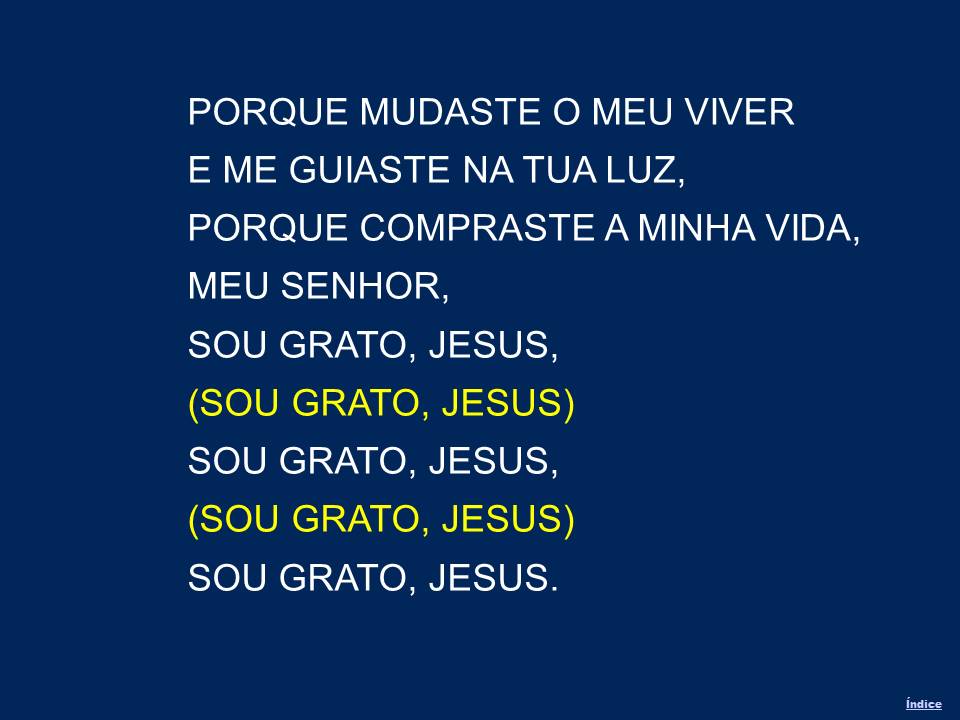 PORQUE MUDASTE O MEU VIVER
E ME GUIASTE NA TUA LUZ,
PORQUE COMPRASTE A MINHA VIDA,
MEU SENHOR,
SOU GRATO, JESUS,
(SOU GRATO, JESUS)
SOU GRATO, JESUS,
(SOU GRATO, JESUS)
SOU GRATO, JESUS.
Índice